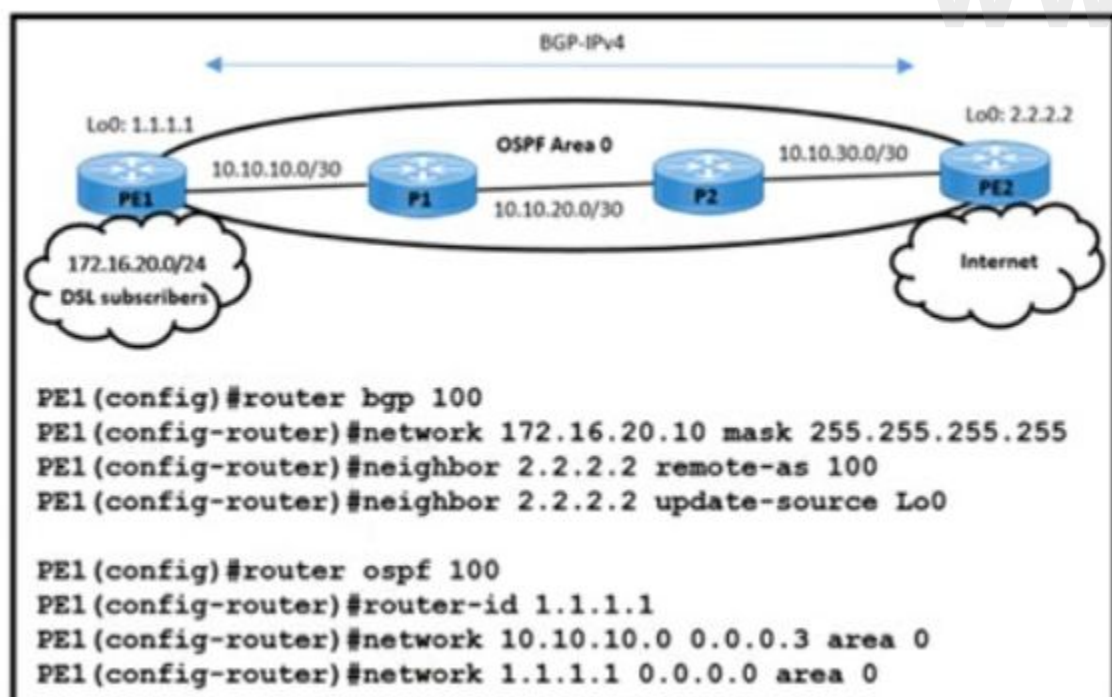 BGP-IPv4
Lo0: 1.1.1.1
Lo0: 2.2.2.2
OSPF Area 0
10.10.10.0/30
10.10.30.0/30
PE1
P1
P2
PE2
10.10.20.0/30
172.16.20.0/24
DSL subscribers
Internet
PE1(config)#router bgp 100
PE1(config-router)#network 172.16.20.10 mask 255.255.255.255
PE1(config-router)#neighbor 2.2.2.2 remote-as 100
PE1(config-router)#neighbor 2.2.2.2 update-source Lo0
PE1(config)#router ospf 100
PE1(config-router)#router-id 1.1.1.1
PE1(config-router)#network 10.10.10.0 0.0.0.3 area 0
PE1(config-router)#network 1.1.1.1 0.0.0.0 area 0